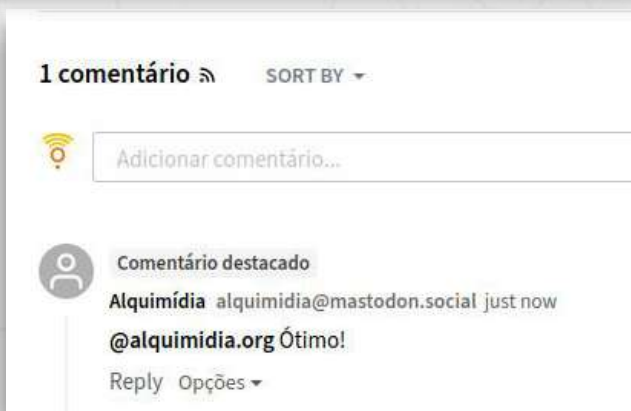 1 comentário SORT BY
Adicionar comentário...
Comentário destacado
Alquimídia alquimidia@mastodon.social just now
@alquimidia.org Ótimo!
Reply Opções